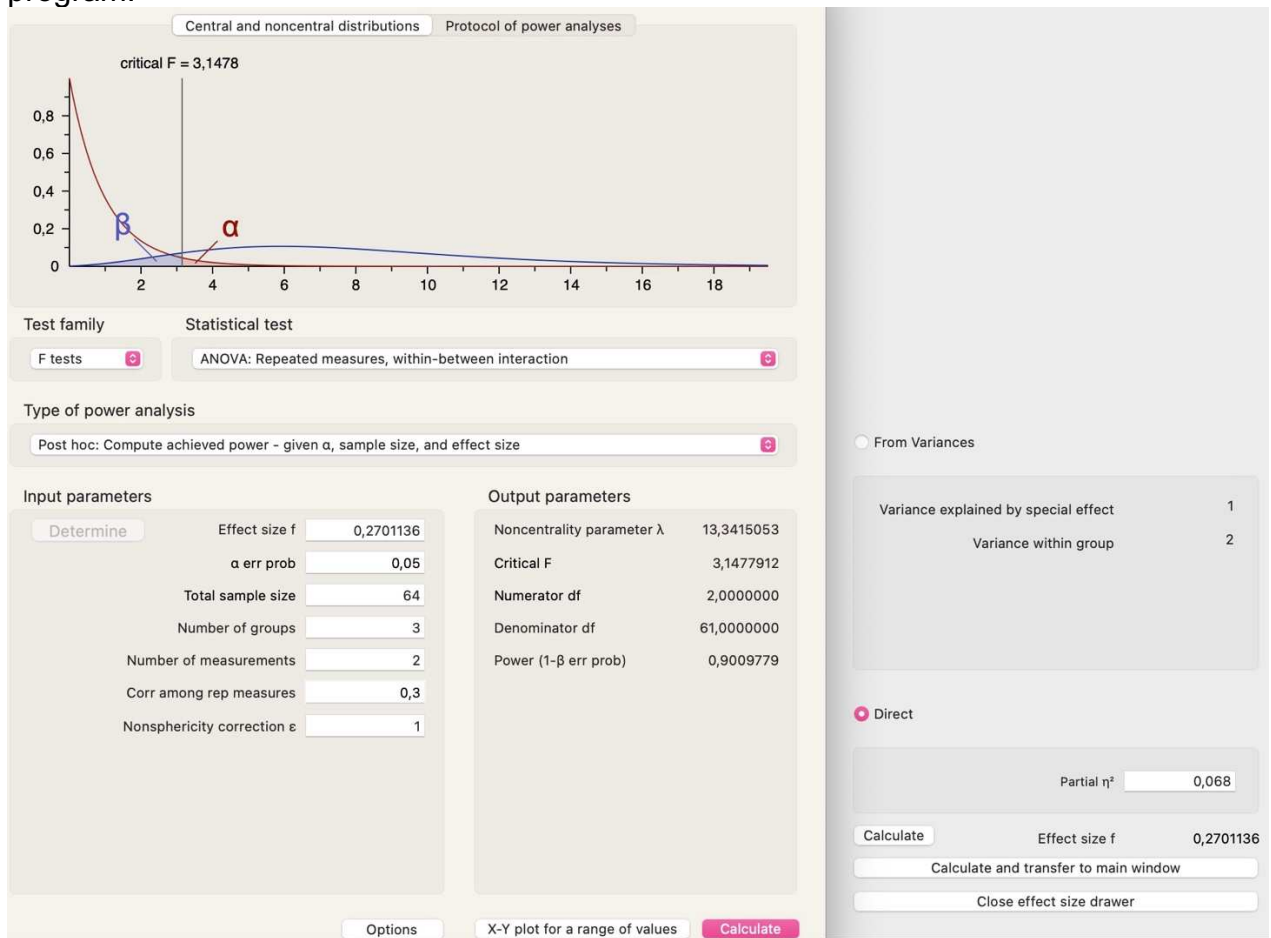 program.
Central and noncentral distributions Protocol of power analyses
critical F = 3,1478
0,8
0,6
0,4
0,2
0
β
α
2 4 6 8 10 12 14 16 18
Test family Statistical test
F tests ANOVA: Repeated measures, within-between interaction
Type of power analysis
Post hoc: Compute achieved power - given α, sample size, and effect size
Input parameters
Determine Effect size f 0,2701136
α err prob 0,05
Total sample size 64
Number of groups 3
Number of measurements 2
Corr among rep measures 0,3
Nonsphericity correction ε 1
Output parameters
Noncentrality parameter λ 13,3415053
Critical F 3,1477912
Numerator df 2,0000000
Denominator df 61,0000000
Power (1-β err prob) 0,9009779
Options X-Y plot for a range of values Calculate
From Variances
Variance explained by special effect 1
Variance within group 2
Direct
Partial η² 0,068
Calculate Effect size f 0,2701136
Calculate and transfer to main window
Close effect size drawer